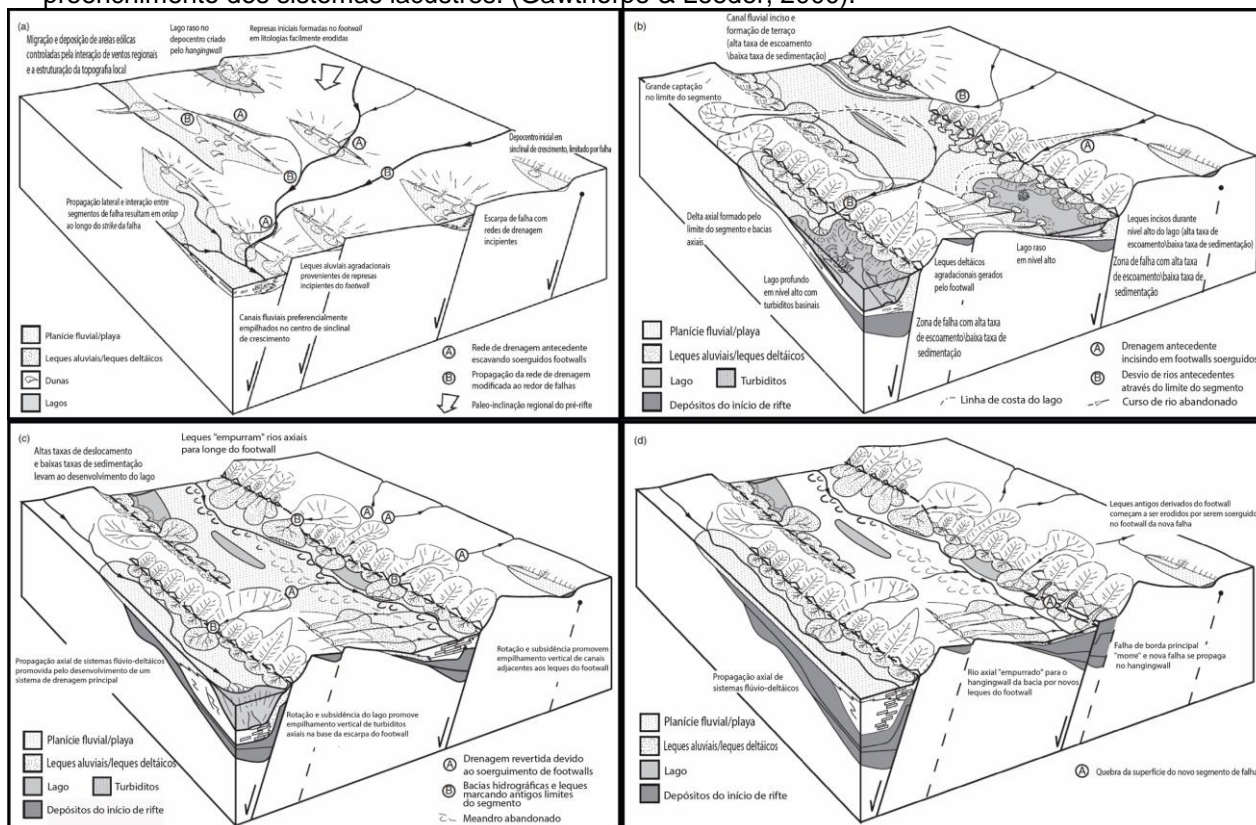 preenchimento dos sistemas lacustres. (Gawthorpe & Leeder, 2000).
(a)
Migração e deposição de areias eólicas
controladas pela interação de ventos regionais
e a estruturação da topografia local
Lago raso no
depocentro criado
pelo hangingwall
Represas iniciais formadas no footwall
em litologias facilmente erodidas
B
A
A
B
B
A
Depocentro inicial em
sinclinal de crescimento, limitado por falha
Propagação lateral e interação entre
segmentos de falha resultam em onlap
ao longo do strike da falha
Escarpa de falha com
redes de drenagem
incipientes
Leques aluviais agradacionais
provenientes de represas
incipientes do footwall
Canais fluviais preferencialmente
empilhados no centro de sinclinal
de crescimento
Planície fluvial/playa
Leques aluviais/leques deltáicos
Dunas
Lagos
A Rede de drenagem antecedente
escavando soerguidos footwalls
B Propagação da rede de drenagem
modificada ao redor de falhas
Paleo-inclinação regional do pré-rifte
(b)
Canal fluvial inciso e
formação de terraço
(alta taxa de escoamento
\baixa taxa de sedimentação)
Grande captação
no limite do segmento
B
A
B
Delta axial formado pelo
limite do segmento e bacias
axiais
Lago profundo
em nível alto com
turbiditos basinais
Leques deltáicos
agradacionais gerados
pelo footwall
Lago raso
em nível alto
Leques incisos durante
nível alto do lago (alta taxa de
escoamento\baixa taxa de sedimentação)
Zona de falha com alta taxa
de escoamento\baixa taxa de
sedimentação
Zona de falha com alta taxa
de escoamento\baixa taxa de
sedimentação
Planície fluvial/playa
Leques aluviais/leques deltáicos
Lago
Turbiditos
Depósitos do início de rifte
Linha de costa do lago
A Drenagem antecedente
incisindo em footwalls soerguidos
B Desvio de rios antecedentes
através do limite do segmento
Curso de rio abandonado
(c)
Altas taxas de deslocamento
e baixas taxas de sedimentação
levam ao desenvolvimento do lago
Leques "empurram" rios axiais
para longe do footwall
B
A
A
A
B
A
B
Propagação axial de sistemas flúvio-deltáicos
promovida pelo desenvolvimento de um
sistema de drenagem principal
Rotação e subsidência promovem
empilhamento vertical de canais
adjacentes aos leques do footwall
Rotação e subsidência do lago promove
empilhamento vertical de turbiditos
axiais na base da escarpa do footwall
Planície fluvial/playa
Leques aluviais/leques deltáicos
Lago
Turbiditos
Depósitos do início de rifte
A Drenagem revertida devido
ao soerguimento de footwalls
B Bacias hidrográficas e leques
marcando antigos limites
do segmento
Meandro abandonado
(d)
Leques antigos derivados do footwall
começam a ser erodidos por serem soerguidos
no footwall da nova falha
A
Propagação axial de
sistemas flúvio-deltáicos
Rio axial "empurrado" para o
hangingwall da bacia por novos
leques do footwall
Falha de borda principal
"morre" e nova falha se propaga
no hangingwall
Planície fluvial/playa
Leques aluviais/leques deltáicos
Lago
Depósitos do início de rifte
A Quebra da superfície do novo segmento de falha